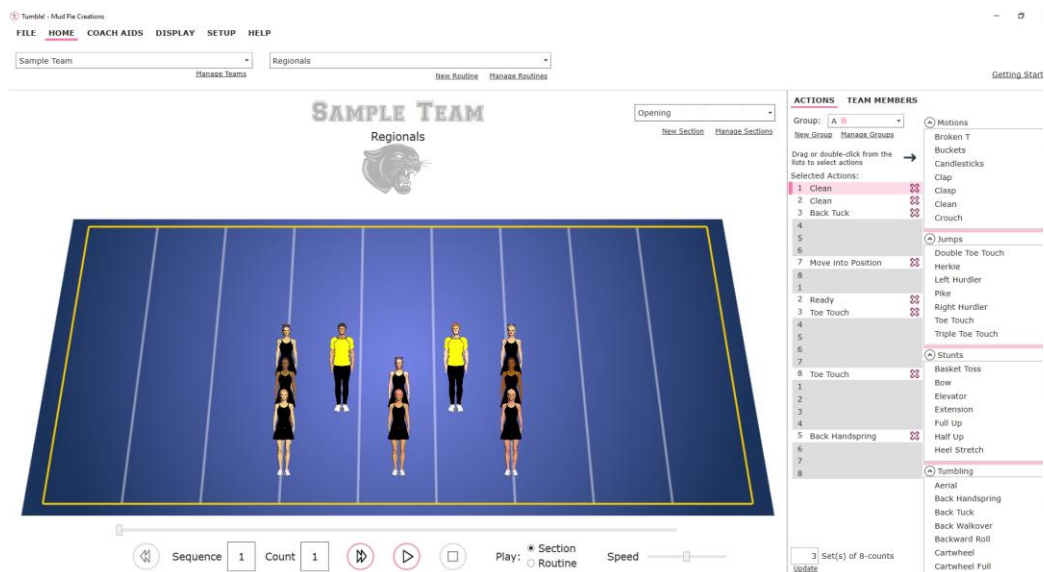 Tumble! - Mud Pie Creations
FILE HOME COACH AIDS DISPLAY SETUP HELP
Sample Team
Manage Teams
Regionals
New Routine Manage Routines
Getting Start
SAMPLE TEAM
Regionals
Opening
New Section Manage Sections
ACTIONS TEAM MEMBERS
Group: A
New Group Manage Groups
Drag or double-click from the
lists to select actions
Selected Actions:
1 Clean
2 Clean
3 Back Tuck
4
5
6
7 Move into Position
8
1
2 Ready
3 Toe Touch
4
5
6
7
8 Toe Touch
1
2
3
4
5 Back Handspring
6
7
8
3 Set(s) of 8-counts
Update
Motions
Broken T
Buckets
Candlesticks
Clap
Clasp
Clean
Crouch
Jumps
Double Toe Touch
Herkie
Left Hurdler
Pike
Right Hurdler
Toe Touch
Triple Toe Touch
Stunts
Basket Toss
Bow
Elevator
Extension
Full Up
Half Up
Heel Stretch
Tumbling
Aerial
Back Handspring
Back Tuck
Back Walkover
Backward Roll
Cartwheel
Cartwheel Full
Sequence 1 Count 1
Play: Section
Routine
Speed